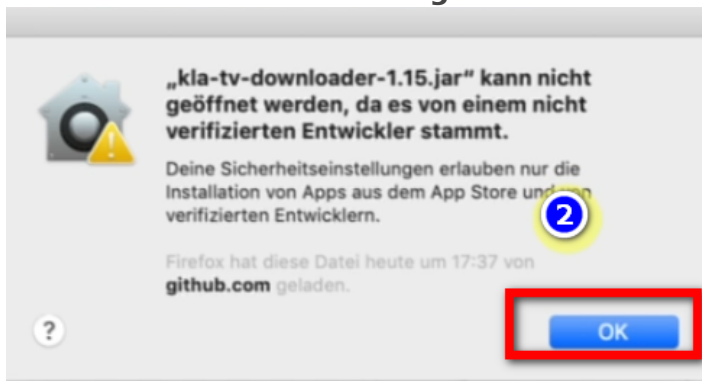 „kla-tv-downloader-1.15.jar“ kann nicht
geöffnet werden, da es von einem nicht
verifizierten Entwickler stammt.
Deine Sicherheitseinstellungen erlauben nur die
Installation von Apps aus dem App Store und von
verifizierten Entwicklern.
2
Firefox hat diese Datei heute um 17:37 von
github.com geladen.
?
OK